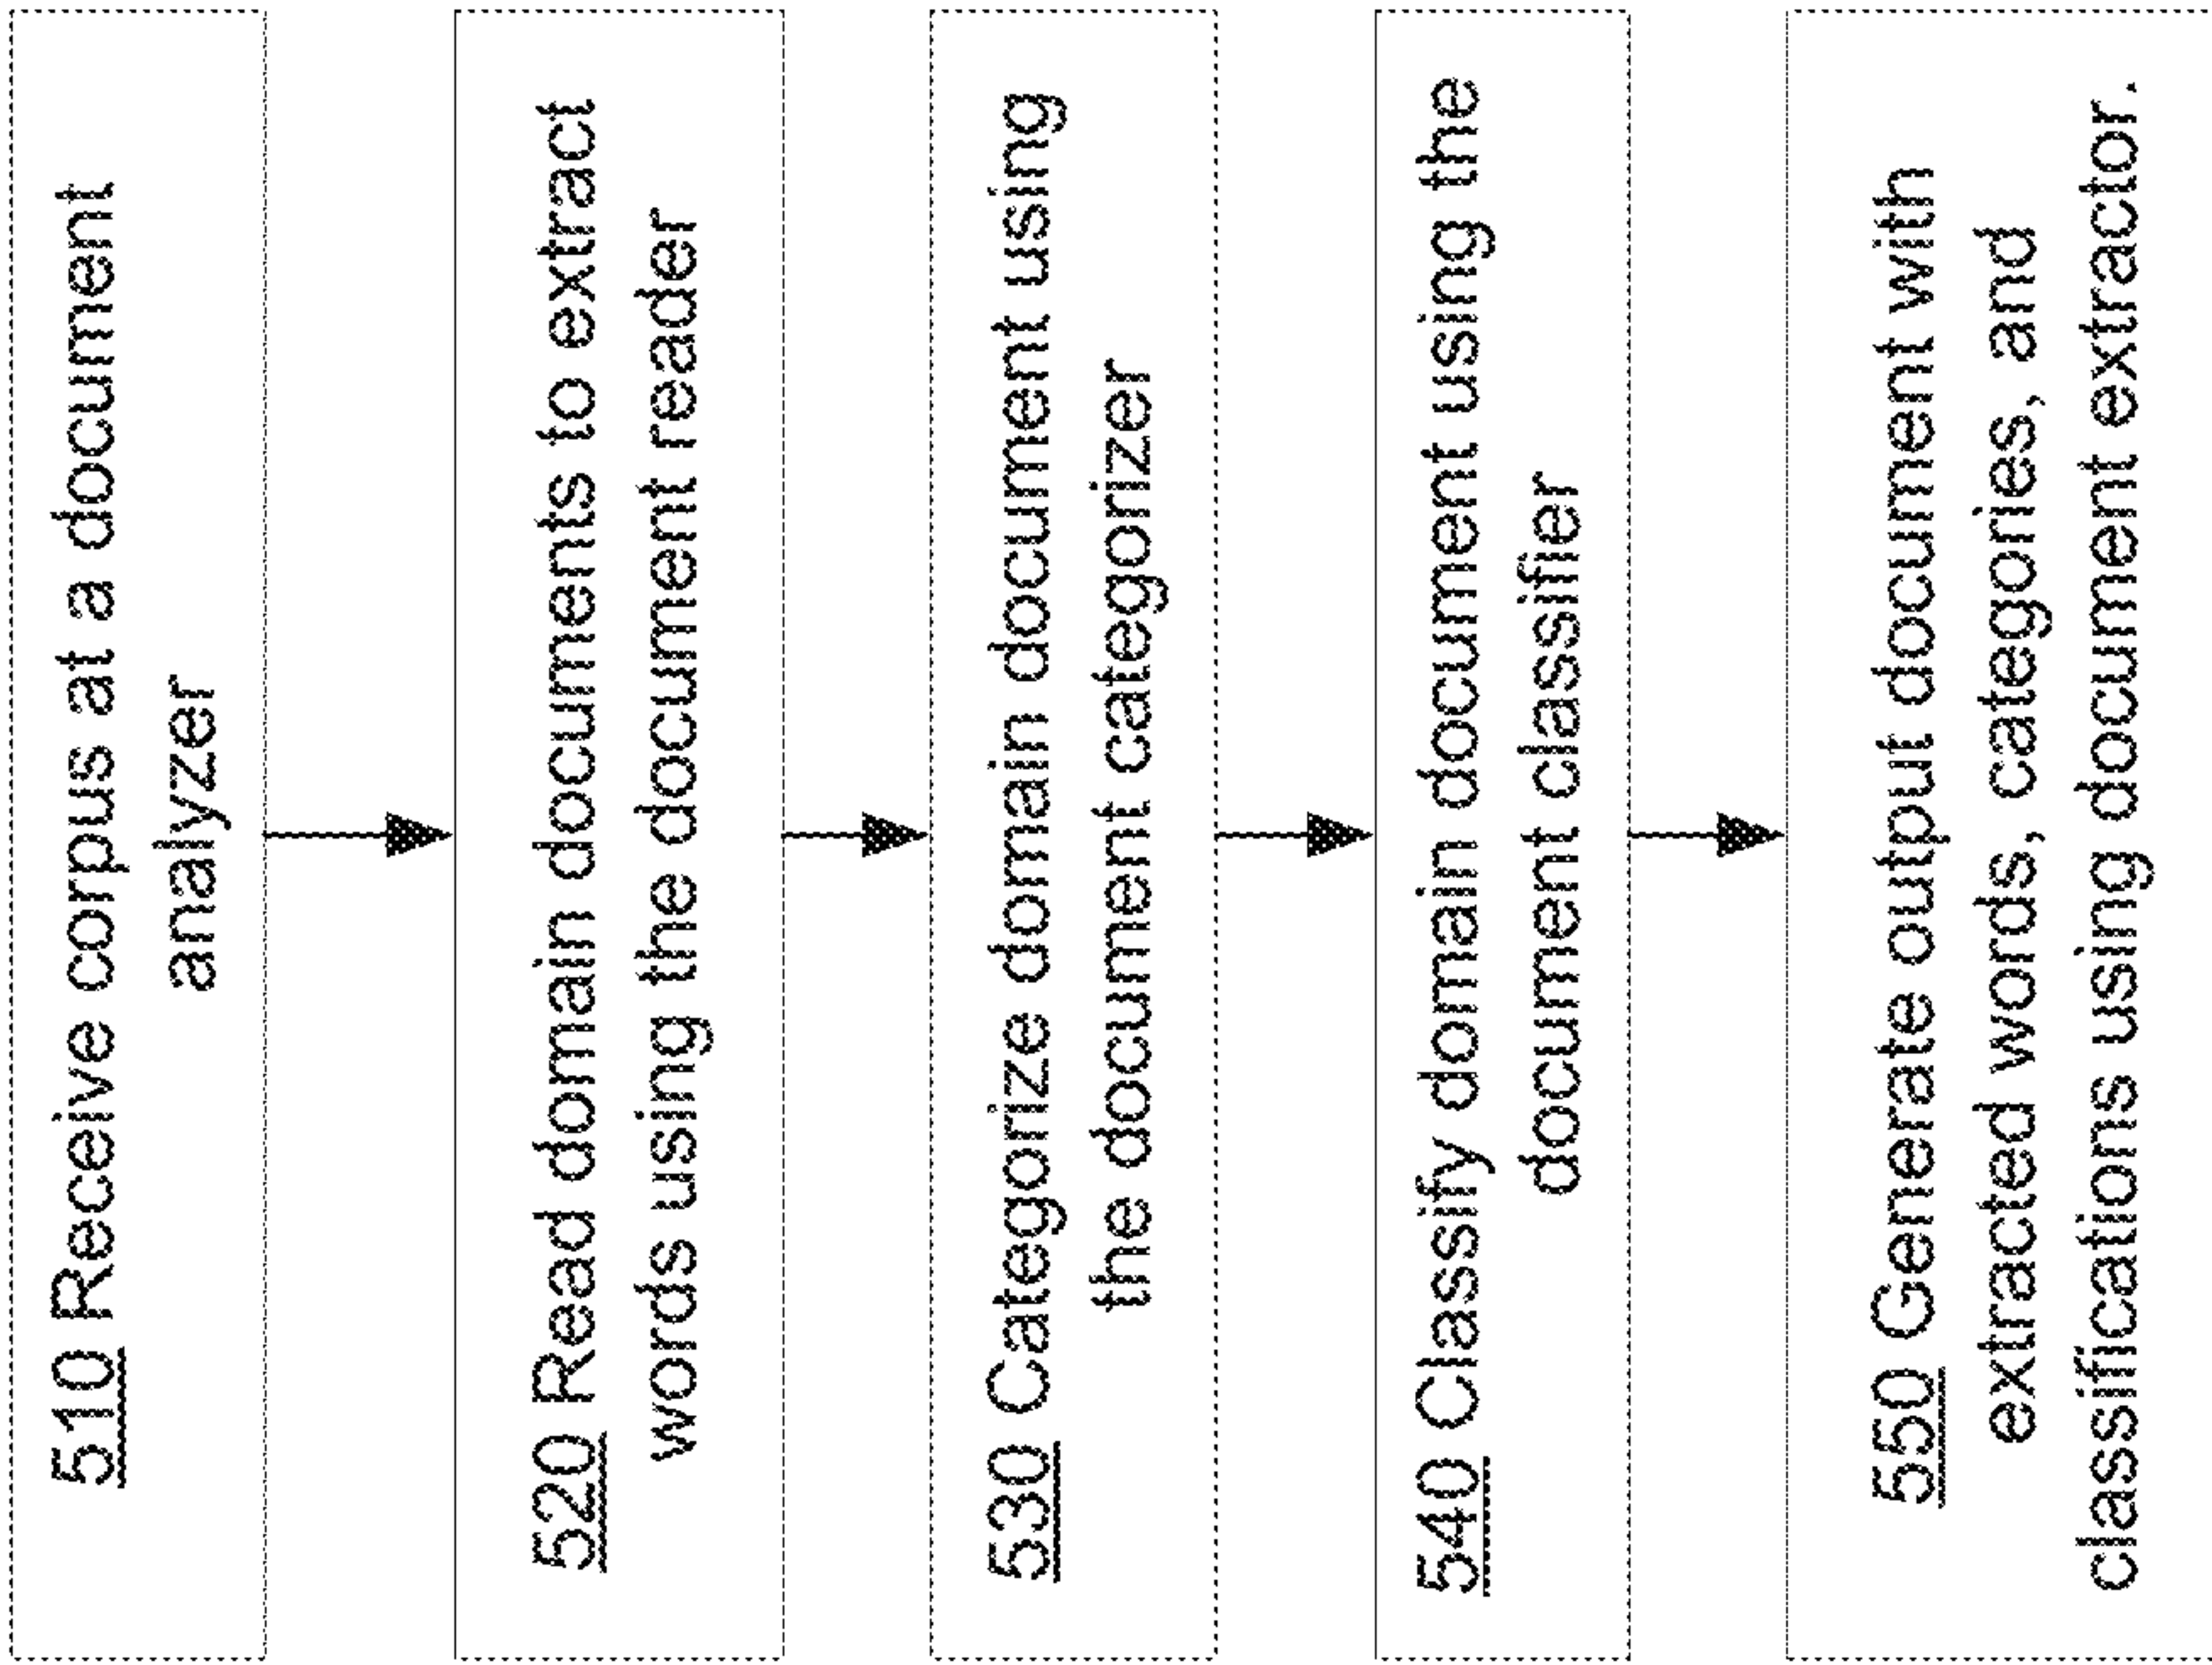 510 Receive corpus at a document
analyzer
520 Read domain documents to extract
words using the document reader
530 Categorize domain document using
the document categorizer
540 Classify domain document using the
document classifier
550 Generate output document with
extracted words, categories, and
classifications using document extractor.